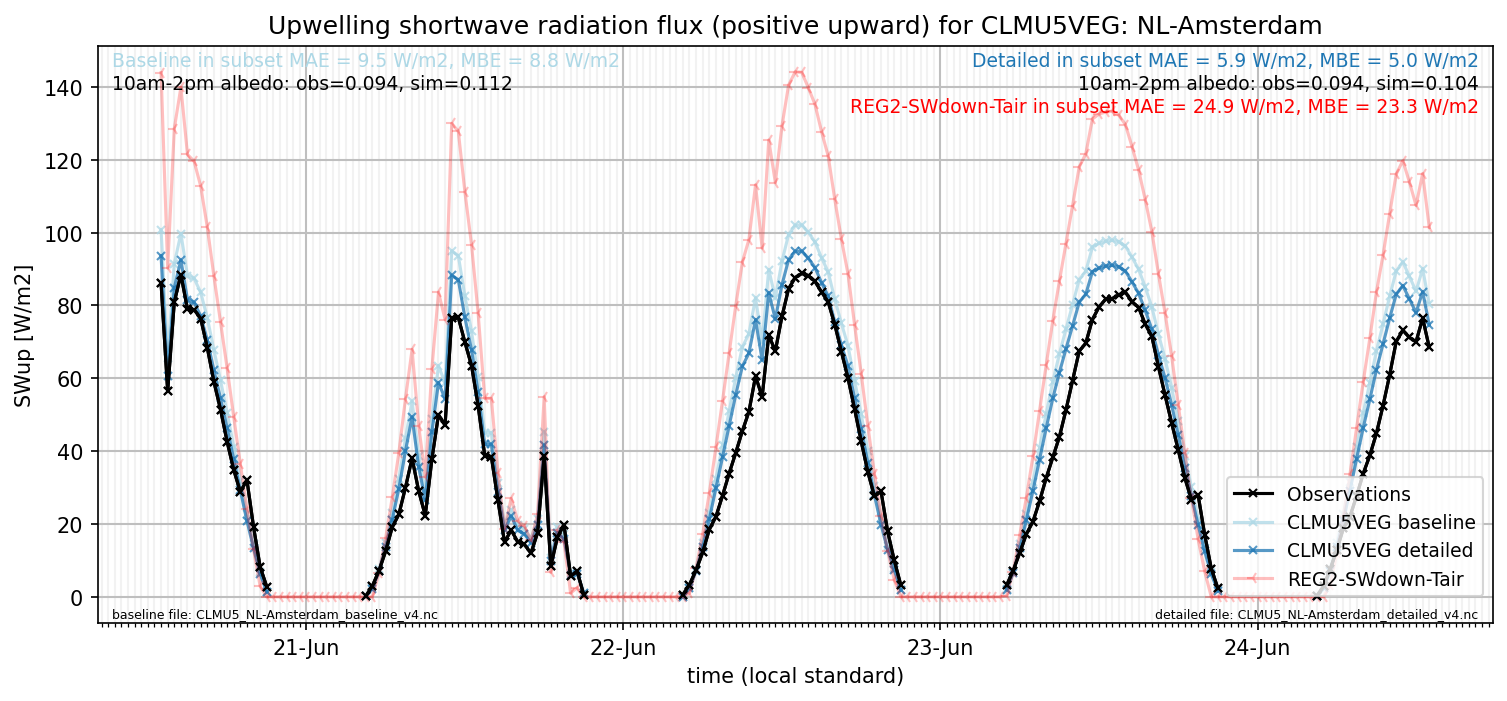 Upwelling shortwave radiation flux (positive upward) for CLMU5VEG: NL-Amsterdam
Baseline in subset MAE = 9.5 W/m2, MBE = 8.8 W/m2
10am-2pm albedo: obs=0.094, sim=0.112
Detailed in subset MAE = 5.9 W/m2, MBE = 5.0 W/m2
10am-2pm albedo: obs=0.094, sim=0.104
REG2-SWdown-Tair in subset MAE = 24.9 W/m2, MBE = 23.3 W/m2
SWup [W/m2]
140
120
100
80
60
40
20
0
Observations
CLMU5VEG baseline
CLMU5VEG detailed
REG2-SWdown-Tair
baseline file: CLMU5_NL-Amsterdam_baseline_v4.nc
detailed file: CLMU5_NL-Amsterdam_detailed_v4.nc
21-Jun
22-Jun
23-Jun
24-Jun
time (local standard)